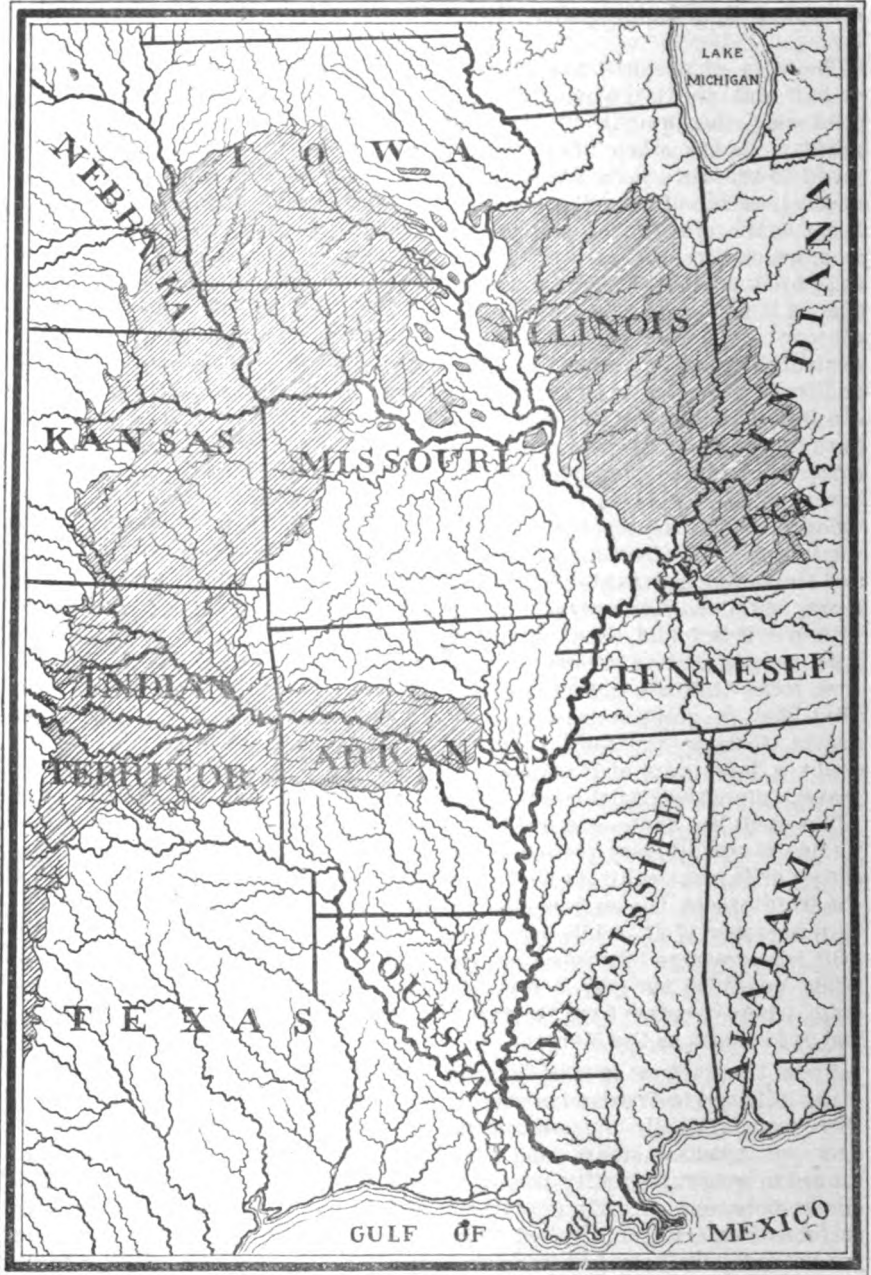 LAKE
MICHIGAN
IOWA
NEBRASKA
ILLINOIS
INDIANA
KANSAS
MISSOURI
KENTUCKY
INDIAN
TENNESEE
ARKANSAS
TERRITOR
MISSISSIPPI
ALABAMA
LOUISIANA
TEXAS
GULF OF
MEXICO